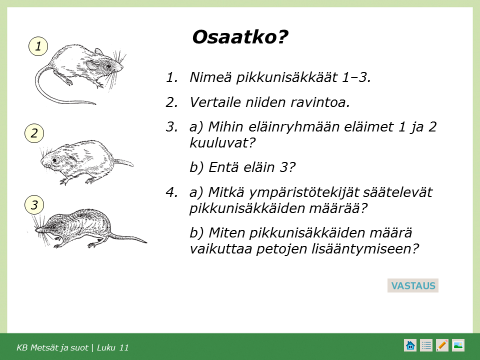 Osaatko?
1
2
3
1. Nimeä pikkunisäkkäät 1–3.
2. Vertaile niiden ravintoa.
3. a) Mihin eläinryhmään eläimet 1 ja 2
kuuluvat?
b) Entä eläin 3?
4. a) Mitkä ympäristötekijät säätelevät
pikkunisäkkäiden määrää?
b) Miten pikkunisäkkäiden määrä
vaikuttaa petojen lisääntymiseen?
VASTAUS
KB Metsät ja suot | Luku 11